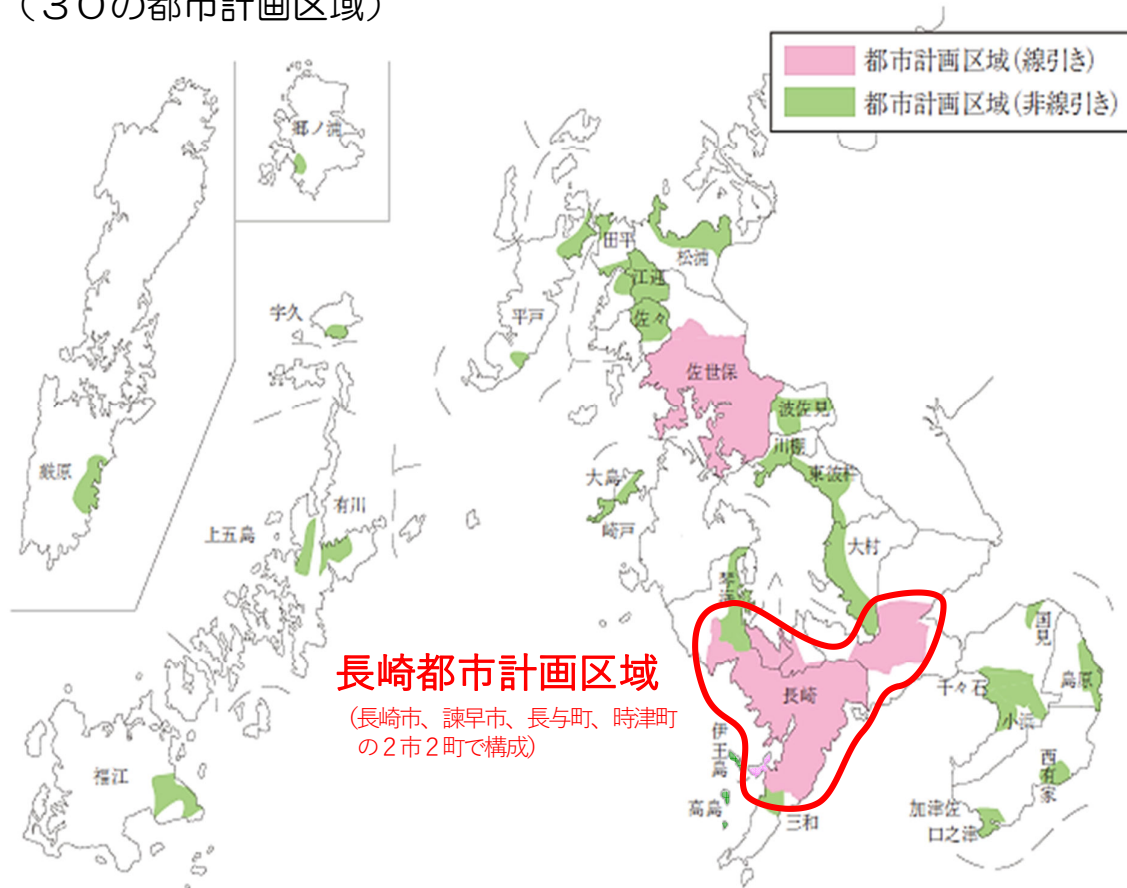 （３０の都市計画区域）
都市計画区域(線引き)
都市計画区域(非線引き)
郷ノ浦
田平
松浦
江迎
宇久
平戸
佐々
佐世保
波佐見
川棚
厳原
大島
東彼杵
有川
上五島
崎戸
大村
琴海
国見
長崎都市計画区域
（長崎市、諫早市、長与町、時津町
の２市２町で構成）
長崎
千々石
島原
小浜
伊王島
西有家
福江
高島
三和
加津佐
口之津